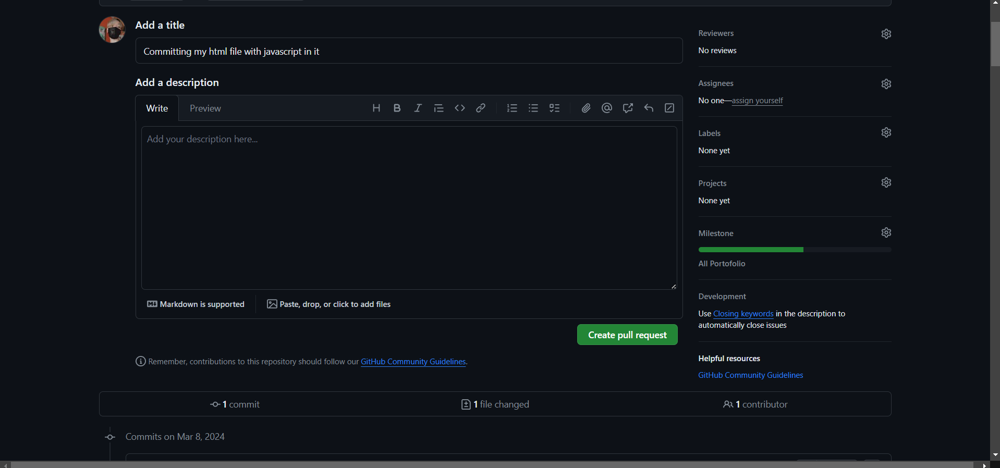 Add a title
Committing my html file with javascript in it
Add a description
Write
Preview
Add your description here...
Markdown is supported
Paste, drop, or click to add files
Create pull request
Remember, contributions to this repository should follow our GitHub Community Guidelines.
Reviewers
No reviews
Assignees
No one—assign yourself
Labels
None yet
Projects
None yet
Milestone
All Portofolio
Development
Use Closing keywords in the description to
automatically close issues
Helpful resources
GitHub Community Guidelines
1 commit
1 file changed
1 contributor
Commits on Mar 8, 2024